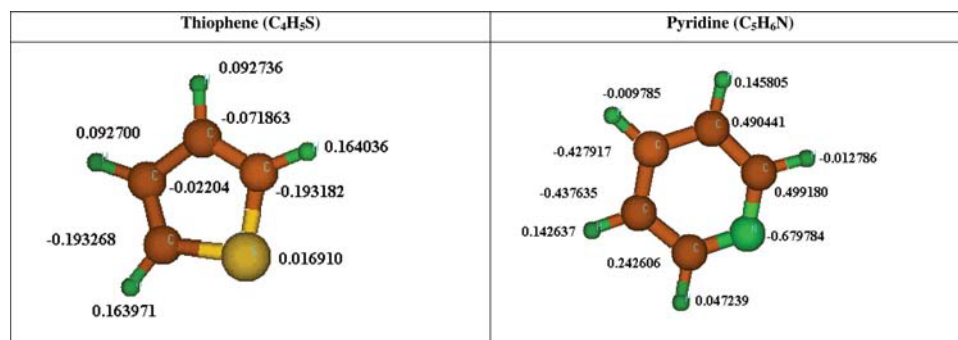 Thiophene (C₄H₅S)
Pyridine (C₅H₆N)
0.092736
-0.071863
0.092700
0.164036
-0.02204
-0.193182
-0.193268
0.016910
0.163971
0.145805
-0.009785
0.490441
-0.427917
-0.012786
-0.437635
0.499180
0.142637
-0.679784
0.242606
0.047239
C
C
C
C
C
C
C
C
C